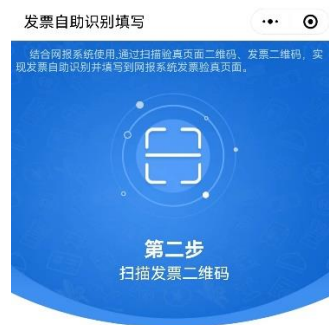 发票自助识别填写
结合网报系统使用,通过扫描验真页面二维码、发票二维码，实
现发票自助识别并填写到网报系统发票验真页面。
第二步
扫描发票二维码